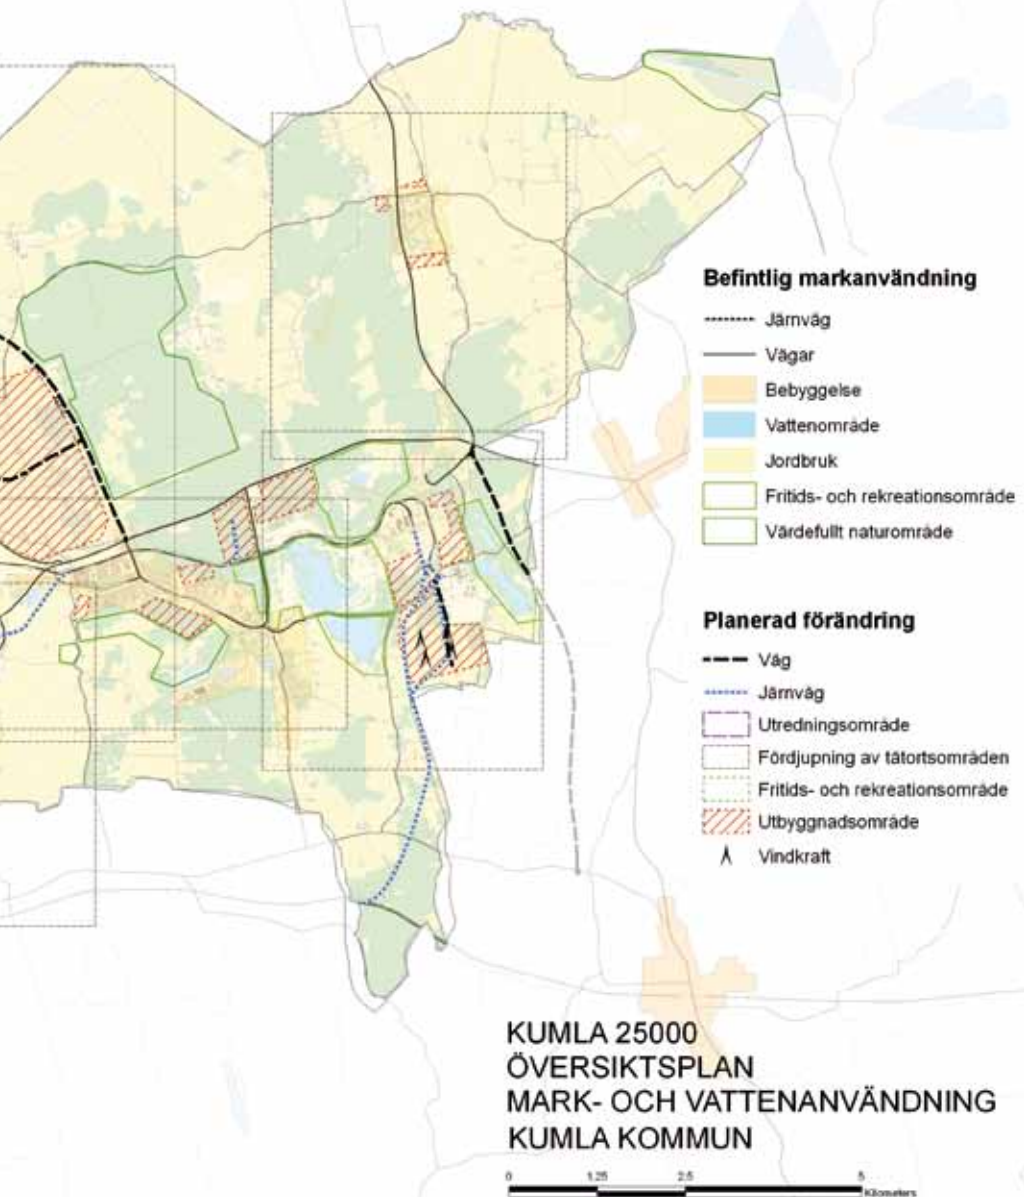 Befintlig markanvändning
Järnväg
Vägar
Bebyggelse
Vattenområde
Jordbruk
Fritids- och rekreationsområde
Värdefullt naturområde
Planerad förändring
Väg
Järnväg
Utredningsområde
Fördjupning av tätortsområden
Fritids- och rekreationsområde
Utbyggnadsområde
Vindkraft
KUMLA 25000
ÖVERSIKTSPLAN
MARK- OCH VATTENANVÄNDNING
KUMLA KOMMUN
0 1.25 2.5 5
Kilometers